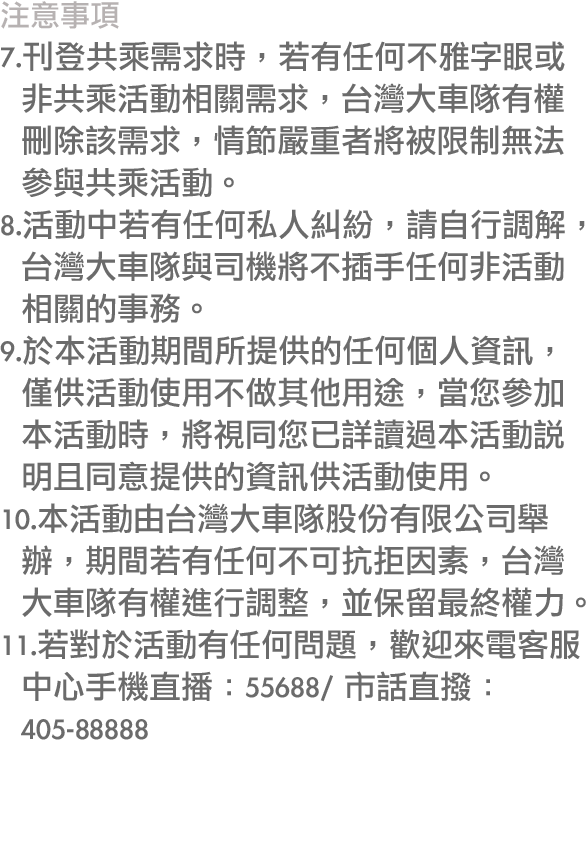 注意事項
7.刊登共乘需求時，若有任何不雅字眼或
非共乘活動相關需求，台灣大車隊有權
刪除該需求，情節嚴重者將被限制無法
參與共乘活動。
8.活動中若有任何私人糾紛，請自行調解，
台灣大車隊與司機將不插手任何非活動
相關的事務。
9.於本活動期間所提供的任何個人資訊，
僅供活動使用不做其他用途，當您參加
本活動時，將視同您已詳讀過本活動說
明且同意提供的資訊供活動使用。
10.本活動由台灣大車隊股份有限公司舉
辦，期間若有任何不可抗拒因素，台灣
大車隊有權進行調整，並保留最終權力。
11.若對於活動有任何問題，歡迎來電客服
中心手機直播：55688/ 市話直撥：
405-88888